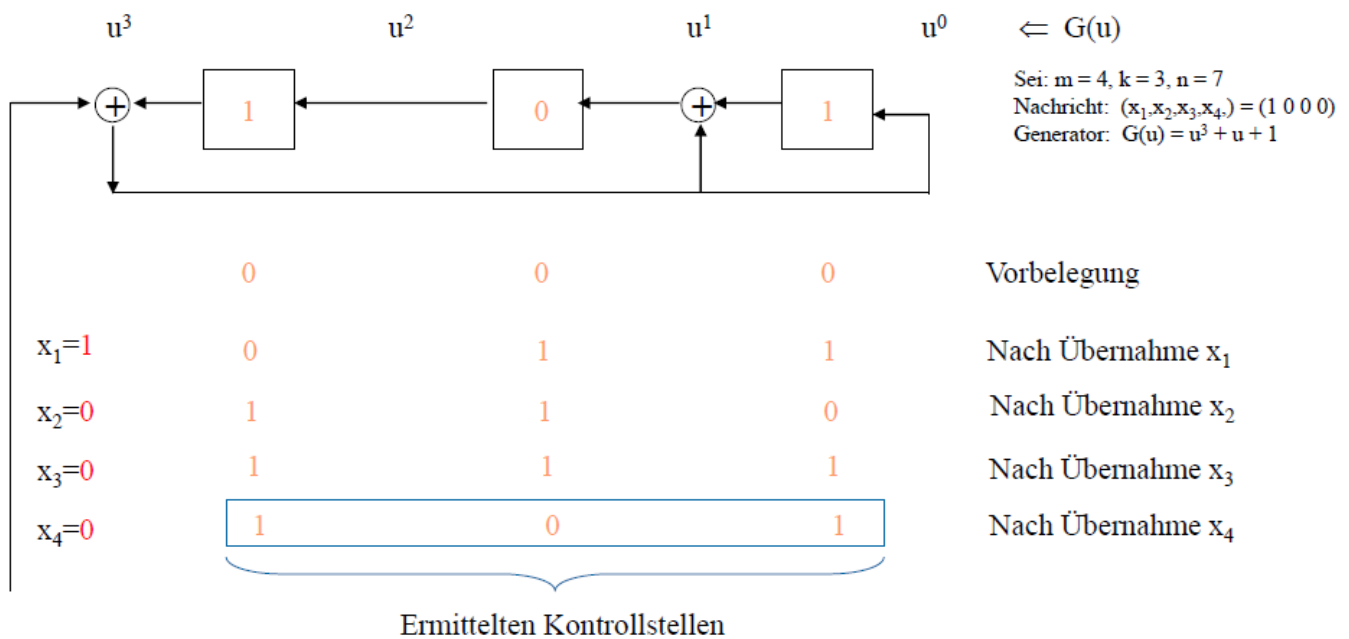 u³ u² u¹ u⁰ ⇐ G(u)
Sei: m = 4, k = 3, n = 7
Nachricht: (x₁,x₂,x₃,x₄,) = (1 0 0 0)
Generator: G(u) = u³ + u + 1
+ 1 0 + 1
0 0 0 Vorbelegung
x₁=1 0 1 1 Nach Übernahme x₁
x₂=0 1 1 0 Nach Übernahme x₂
x₃=0 1 1 1 Nach Übernahme x₃
x₄=0 1 0 1 Nach Übernahme x₄
Ermittelten Kontrollstellen